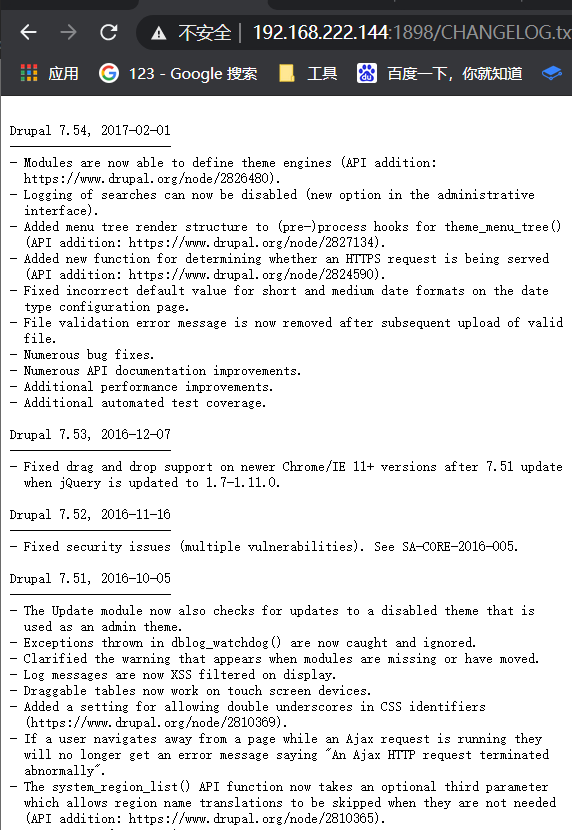 不安全 | 192.168.222.144:1898/CHANGELOG.tx
应用 123 - Google 搜索 工具 百度一下，你就知道
Drupal 7.54, 2017-02-01
- Modules are now able to define theme engines (API addition:
https://www.drupal.org/node/2826480).
- Logging of searches can now be disabled (new option in the administrative
interface).
- Added menu tree render structure to (pre-)process hooks for theme_menu_tree()
(API addition: https://www.drupal.org/node/2827134).
- Added new function for determining whether an HTTPS request is being served
(API addition: https://www.drupal.org/node/2824590).
- Fixed incorrect default value for short and medium date formats on the date
type configuration page.
- File validation error message is now removed after subsequent upload of valid
file.
- Numerous bug fixes.
- Numerous API documentation improvements.
- Additional performance improvements.
- Additional automated test coverage.
Drupal 7.53, 2016-12-07
- Fixed drag and drop support on newer Chrome/IE 11+ versions after 7.51 update
when jQuery is updated to 1.7-1.11.0.
Drupal 7.52, 2016-11-16
- Fixed security issues (multiple vulnerabilities). See SA-CORE-2016-005.
Drupal 7.51, 2016-10-05
- The Update module now also checks for updates to a disabled theme that is
used as an admin theme.
- Exceptions thrown in dblog_watchdog() are now caught and ignored.
- Clarified the warning that appears when modules are missing or have moved.
- Log messages are now XSS filtered on display.
- Draggable tables now work on touch screen devices.
- Added a setting for allowing double underscores in CSS identifiers
(https://www.drupal.org/node/2810369).
- If a user navigates away from a page while an Ajax request is running they
will no longer get an error message saying "An Ajax HTTP request terminated
abnormally".
- The system_region_list() API function now takes an optional third parameter
which allows region name translations to be skipped when they are not needed
(API addition: https://www.drupal.org/node/2810365).